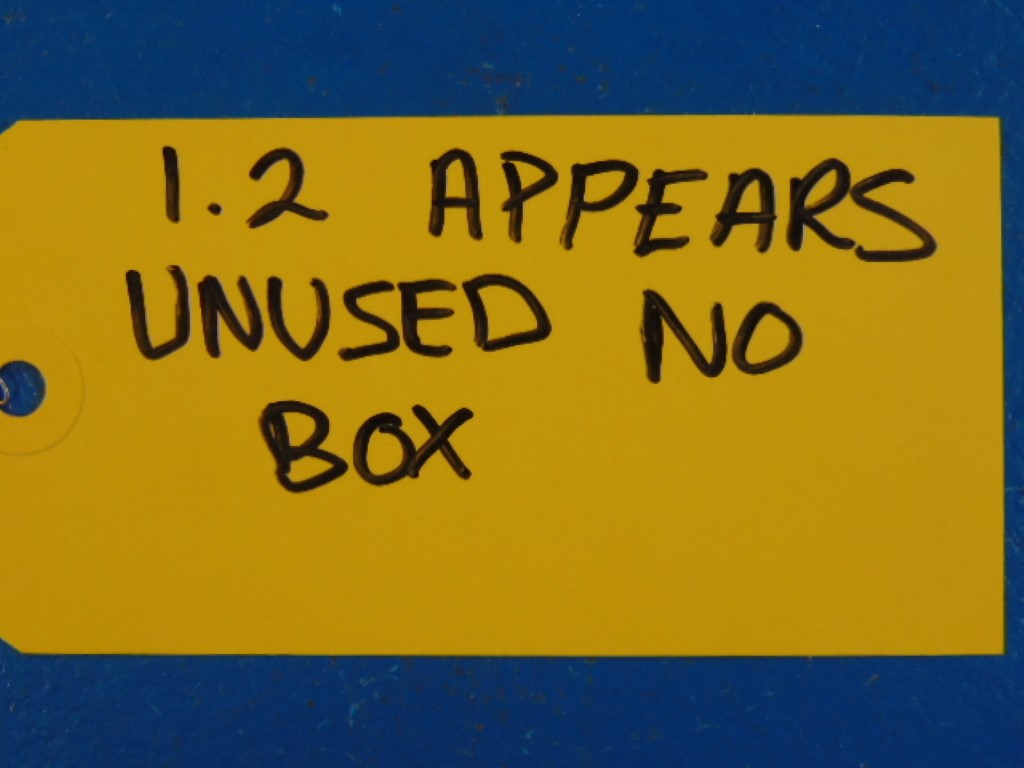 1.2 APPEARS
UNUSED NO
BOX